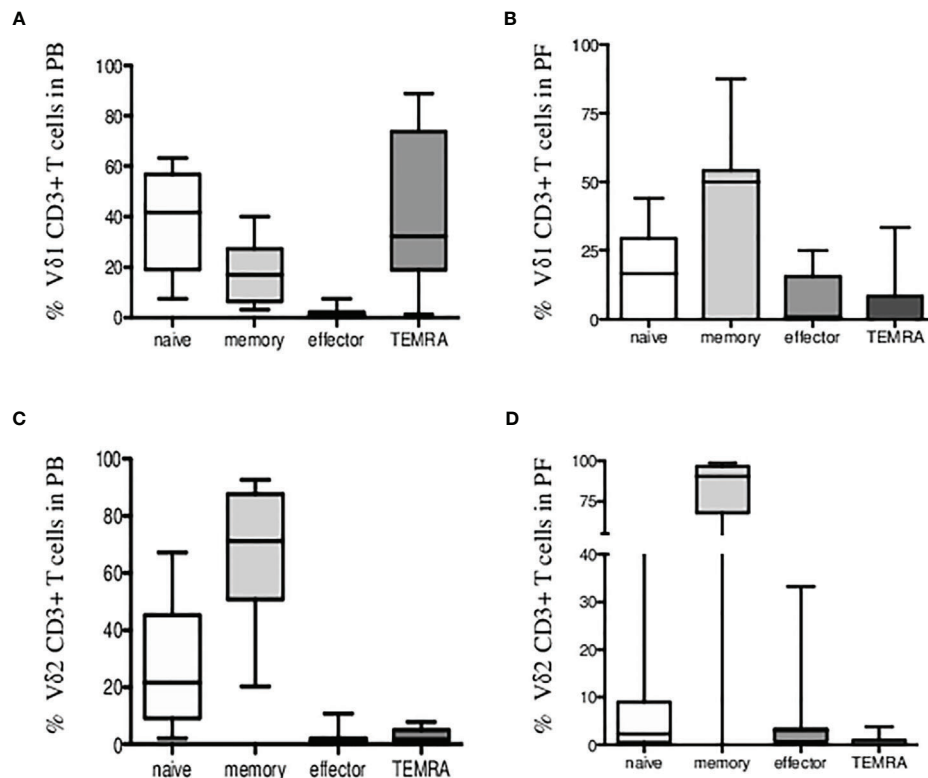 A
% Vδ1 CD3+ T cells in PB
100
80
60
40
20
0
naive memory effector TEMRA
B
% Vδ1 CD3+ T cells in PF
100
75
50
25
0
naive memory effector TEMRA
C
% Vδ2 CD3+ T cells in PB
100
80
60
40
20
0
naive memory effector TEMRA
D
% Vδ2 CD3+ T cells in PF
100
75
40
30
20
10
0
naive memory effector TEMRA